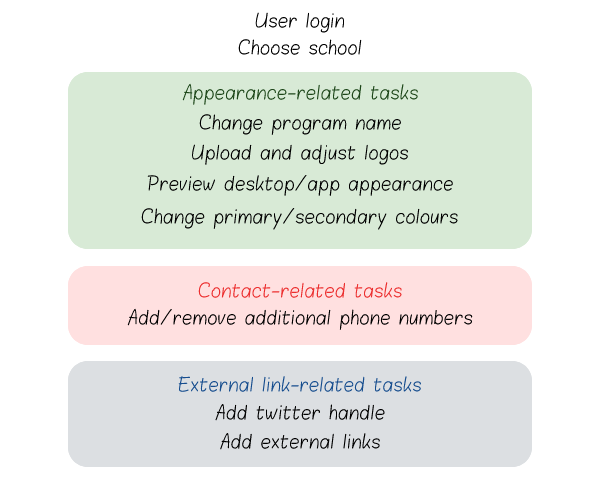 User login
Choose school
Appearance-related tasks
Change program name
Upload and adjust logos
Preview desktop/app appearance
Change primary/secondary colours
Contact-related tasks
Add/remove additional phone numbers
External link-related tasks
Add twitter handle
Add external links